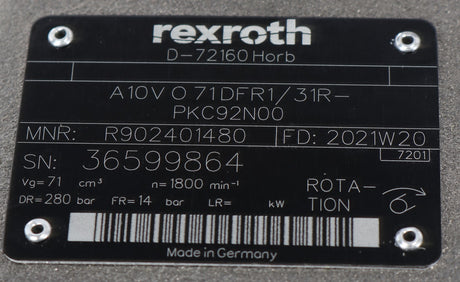 rexroth
D-72160 Horb
A10V O 71DFR1/31R-
PKC92N00
MNR: R902401480 FD: 2021W20
7201
SN: 36599864
Vg=71 cm³ n=1800 min⁻¹ ROTA-
TION
DR=280 bar FR=14 bar LR= kW
Made in Germany